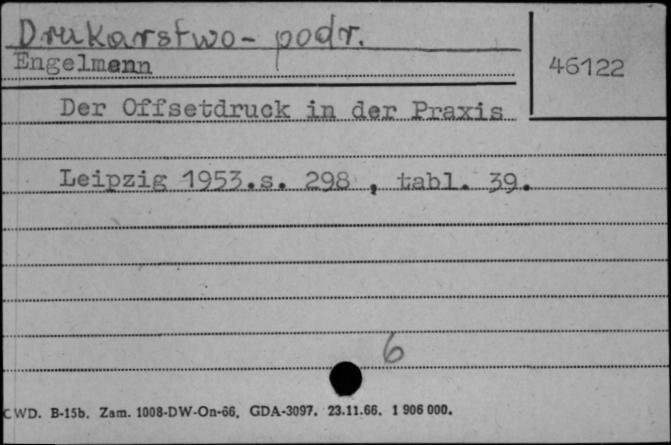 Drukarstwo - podr.
Engelmann
46122
Der Offsetdruck in der Praxis
Leipzig 1953.s. 298 , tabl. 39.
6
CWD. B-15b. Zam. 1008-DW-On-66. GDA-3097. 23.11.66. 1 906 000.